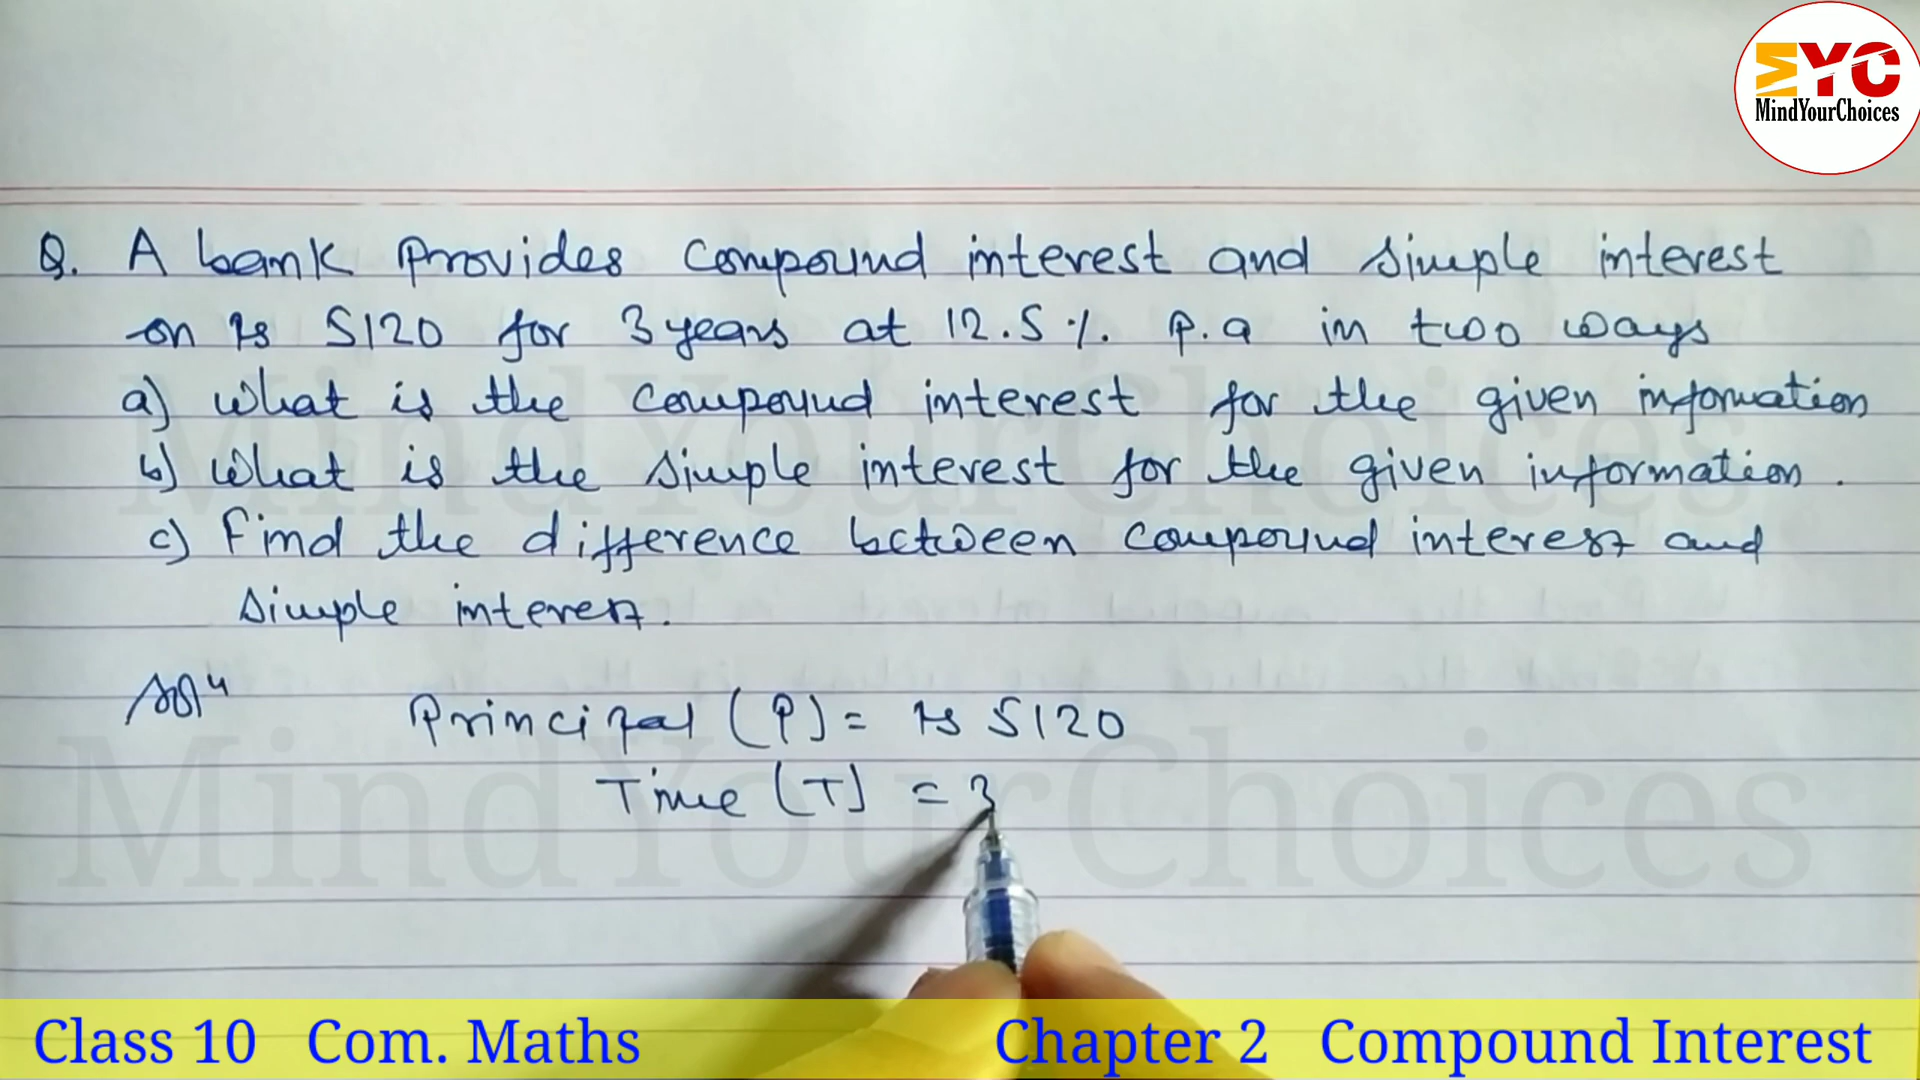 MYC
MindYourChoices
Q. A bank provides compound interest and simple interest
on Rs 5120 for 3 years at 12.5 %. p.a in two ways
a) What is the compound interest for the given information
b) What is the simple interest for the given information.
c) Find the difference between compound interest and
simple interest.
Solⁿ Principal (P) = Rs 5120
Time (T) = 3
MindYourChoices
MindYourChoices
Class 10 Com. Maths Chapter 2 Compound Interest